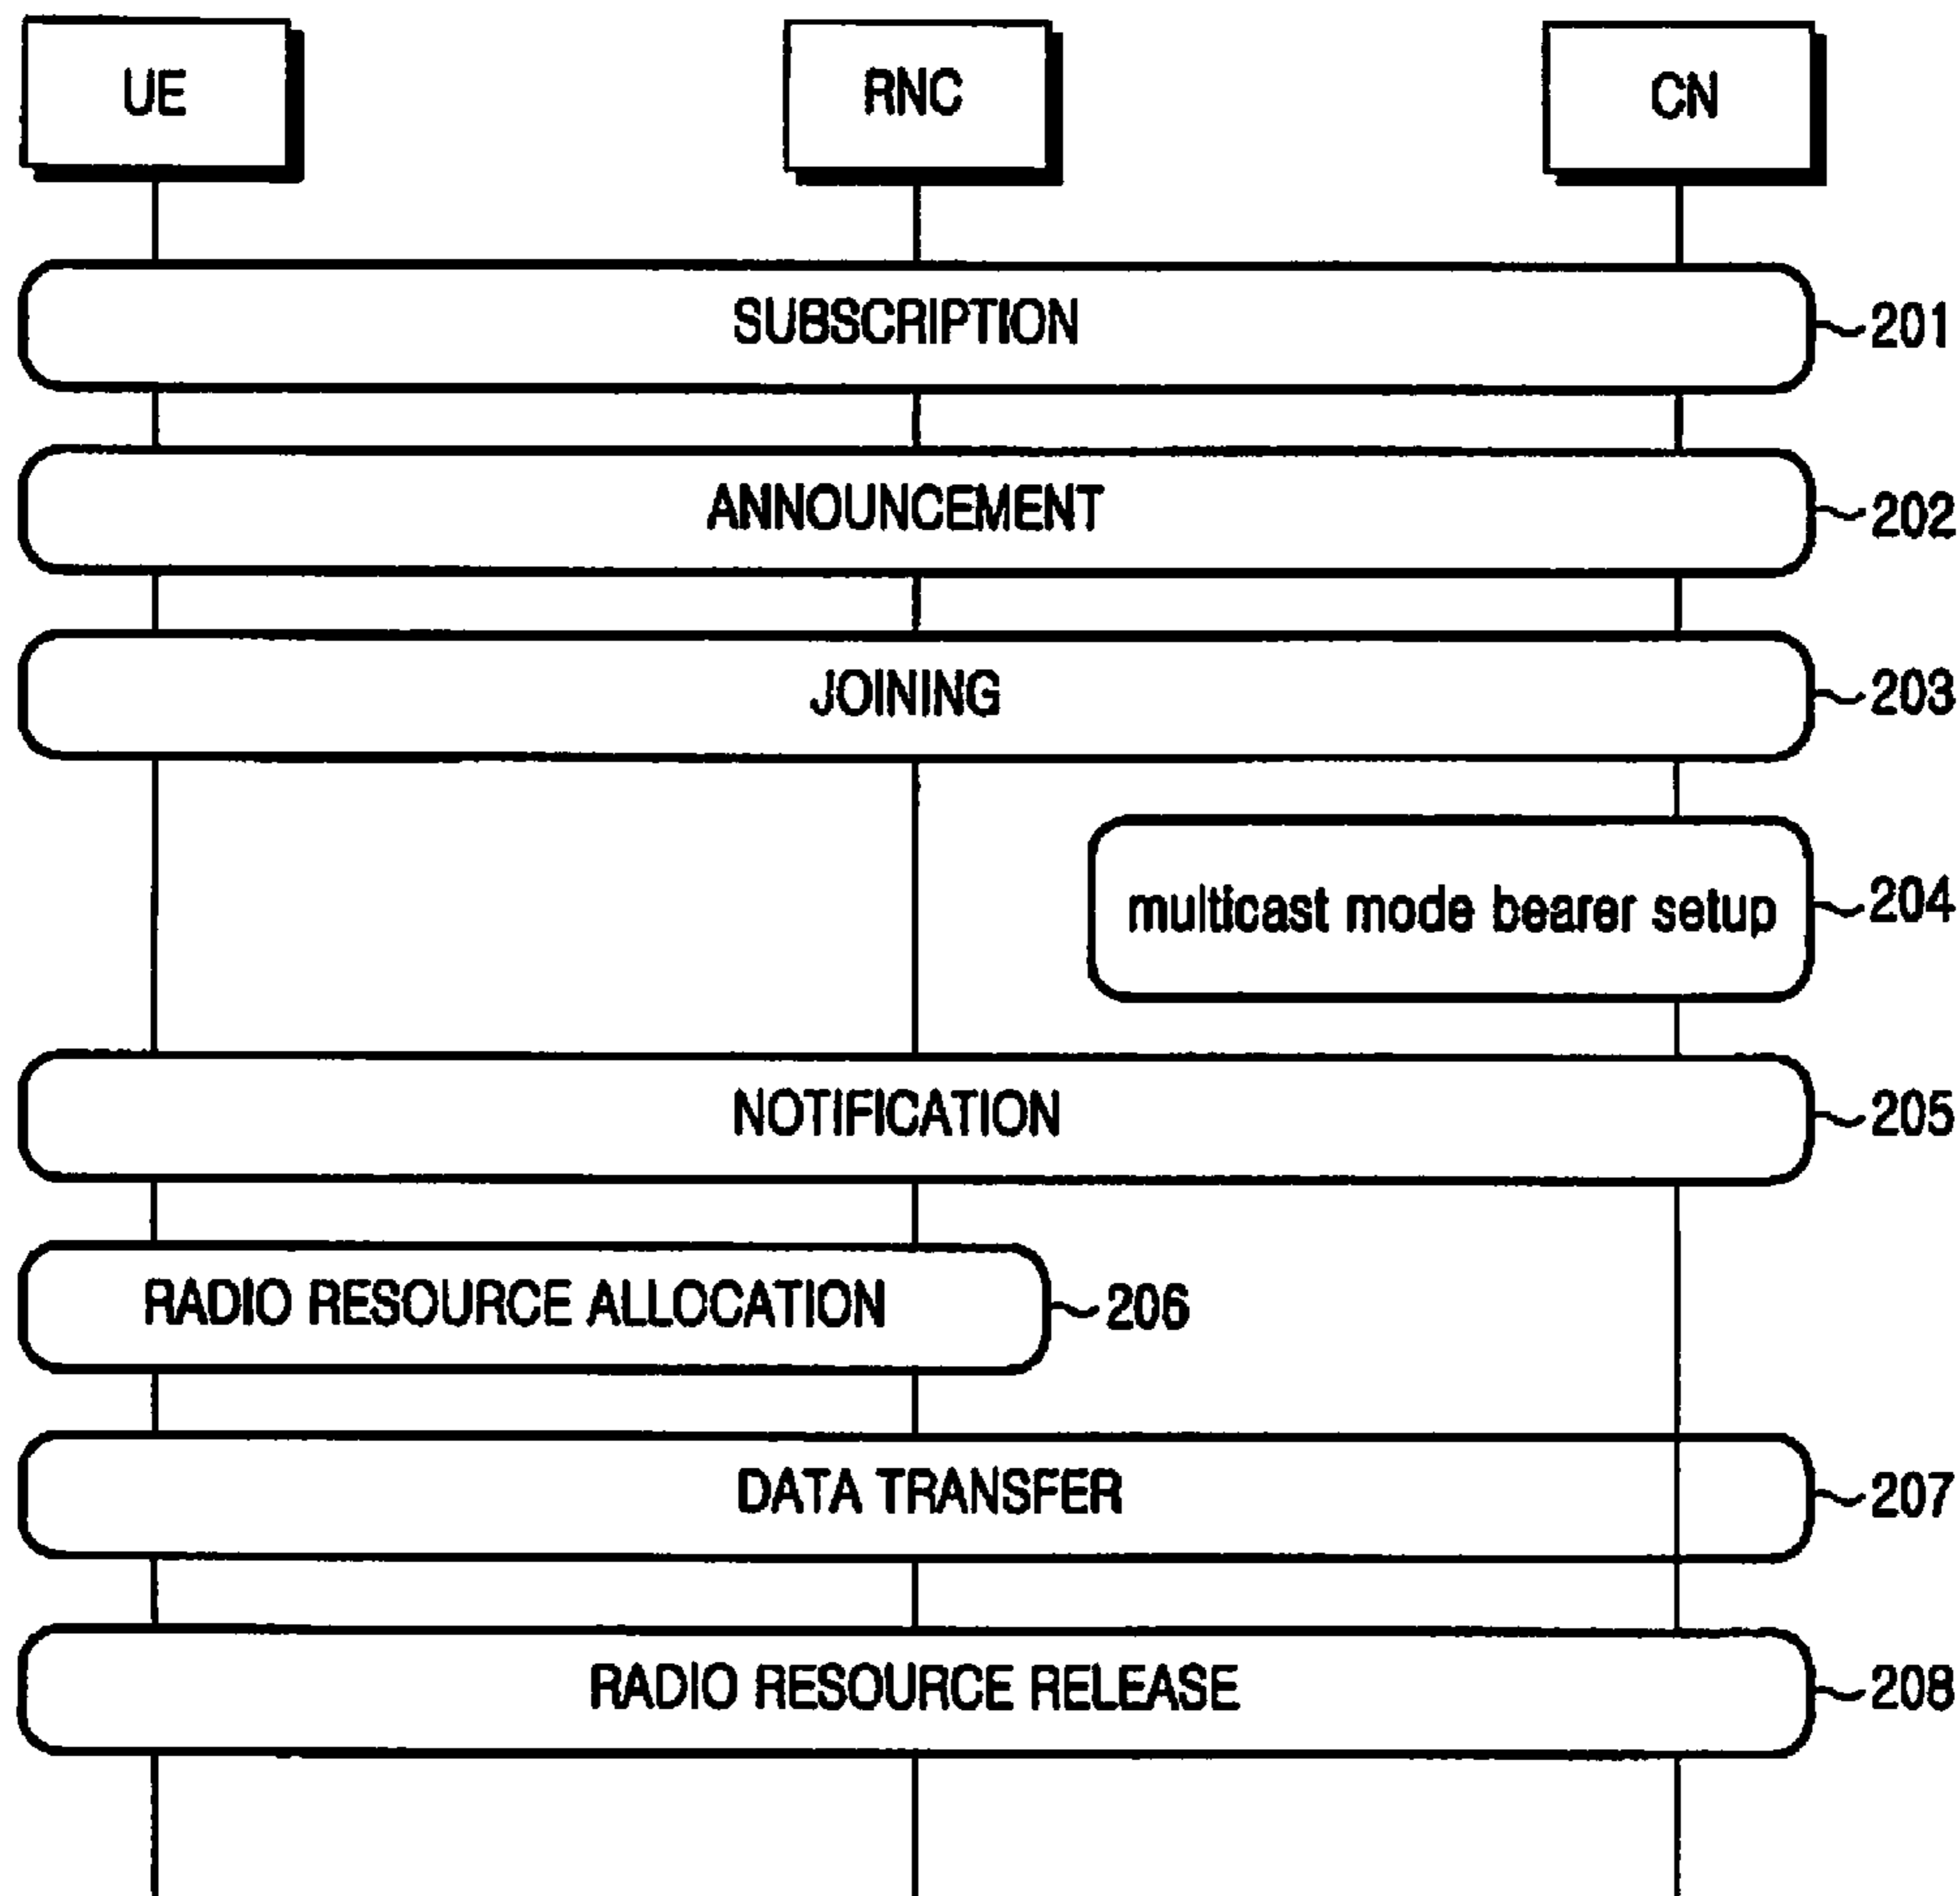 UE
RNC
CN
SUBSCRIPTION
201
ANNOUNCEMENT
202
JOINING
203
multicast mode bearer setup
204
NOTIFICATION
205
RADIO RESOURCE ALLOCATION
206
DATA TRANSFER
207
RADIO RESOURCE RELEASE
208